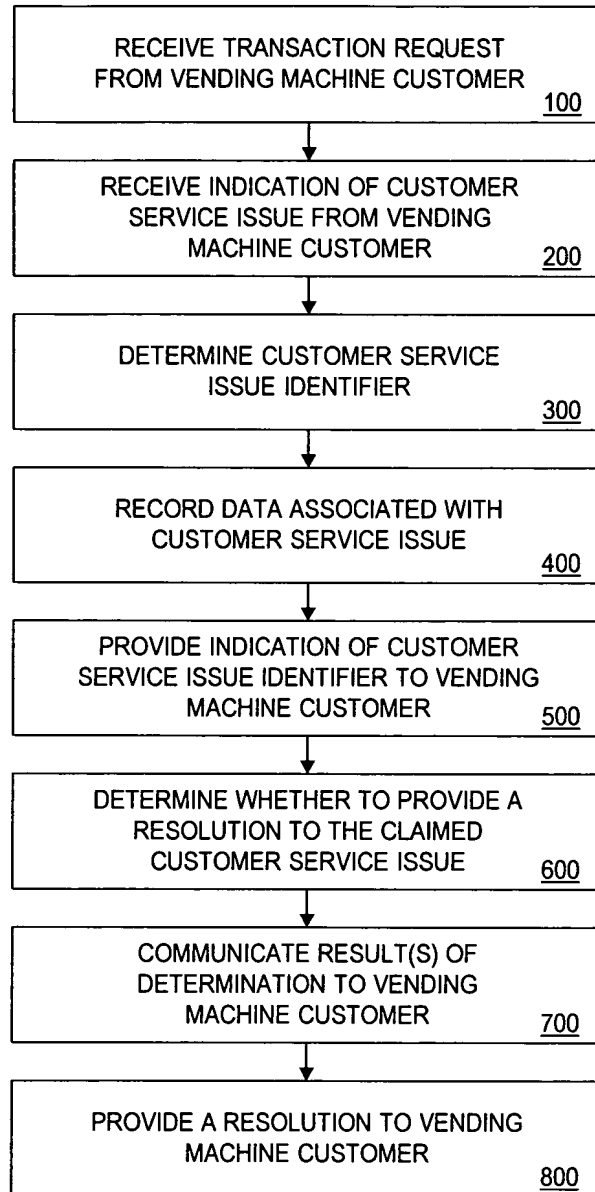 RECEIVE TRANSACTION REQUEST
FROM VENDING MACHINE CUSTOMER
100
RECEIVE INDICATION OF CUSTOMER
SERVICE ISSUE FROM VENDING
MACHINE CUSTOMER
200
DETERMINE CUSTOMER SERVICE
ISSUE IDENTIFIER
300
RECORD DATA ASSOCIATED WITH
CUSTOMER SERVICE ISSUE
400
PROVIDE INDICATION OF CUSTOMER
SERVICE ISSUE IDENTIFIER TO VENDING
MACHINE CUSTOMER
500
DETERMINE WHETHER TO PROVIDE A
RESOLUTION TO THE CLAIMED
CUSTOMER SERVICE ISSUE
600
COMMUNICATE RESULT(S) OF
DETERMINATION TO VENDING
MACHINE CUSTOMER
700
PROVIDE A RESOLUTION TO VENDING
MACHINE CUSTOMER
800